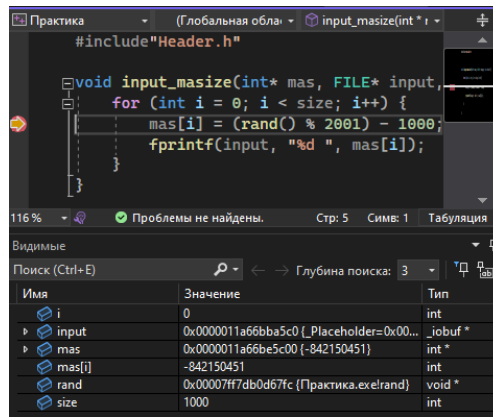 Практика (Глобальная облас input_masize(int * r
#include"Header.h"
void input_masize(int* mas, FILE* input,
for (int i = 0; i < size; i++) {
mas[i] = (rand() % 2001) - 1000;
fprintf(input, "%d ", mas[i]);
}
}
116 % Проблемы не найдены. Стр: 5 Симв: 1 Табуляция
Видимые
Поиск (Ctrl+E) Глубина поиска: 3
Имя Значение Тип
i 0 int
input 0x0000011a66bba5c0 {_Placeholder=0x00... _iobuf *
mas 0x0000011a66be5c00 {-842150451} int *
mas[i] -842150451 int
rand 0x00007ff7db0d67fc {Практика.exe!rand} void *
size 1000 int